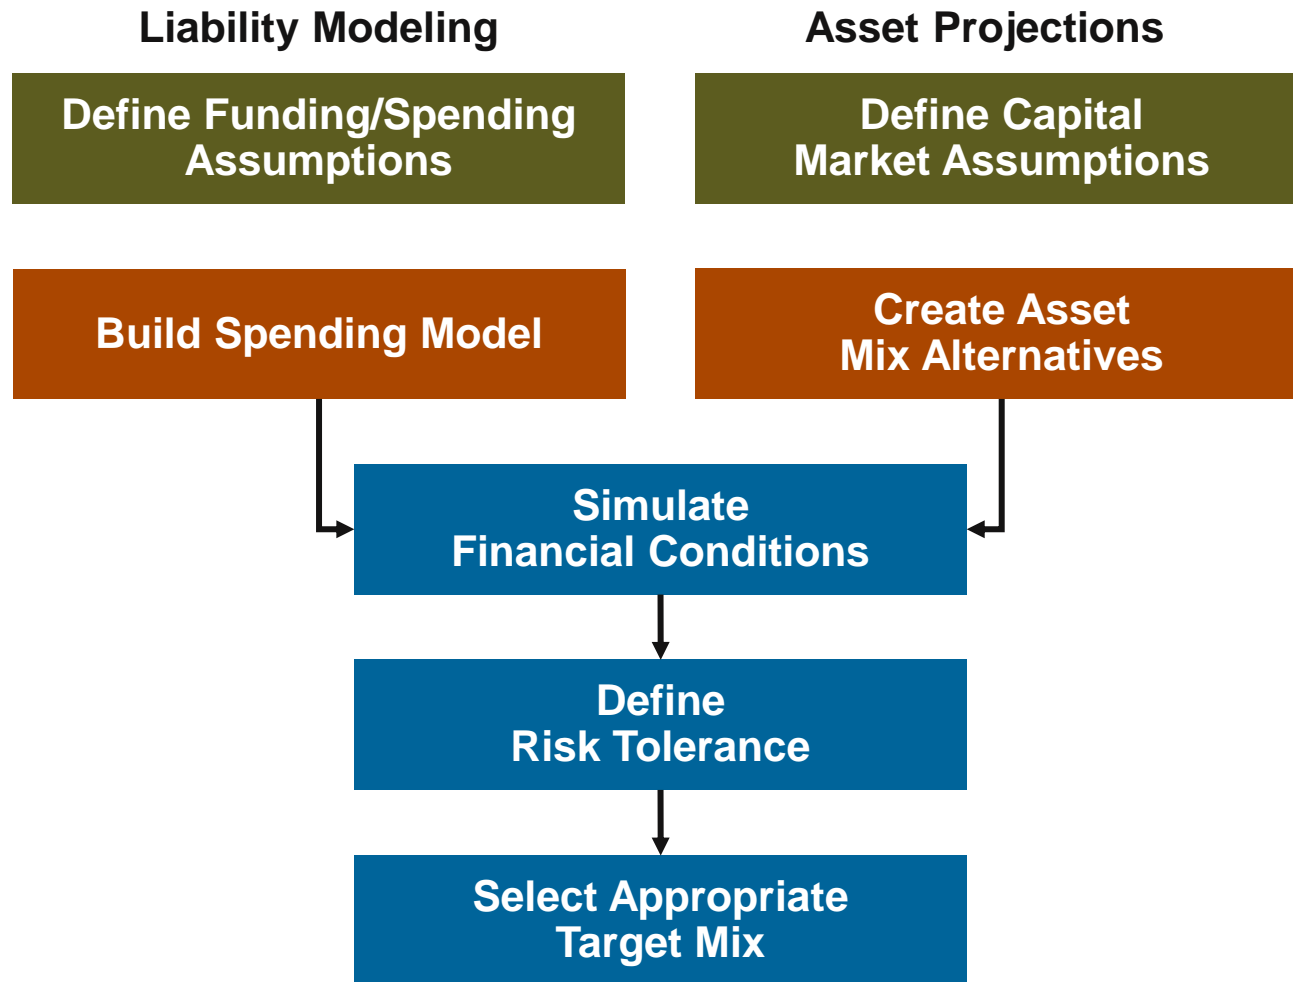 Liability Modeling
Asset Projections
Define Funding/Spending
Assumptions
Define Capital
Market Assumptions
Build Spending Model
Create Asset
Mix Alternatives
Simulate
Financial Conditions
Define
Risk Tolerance
Select Appropriate
Target Mix